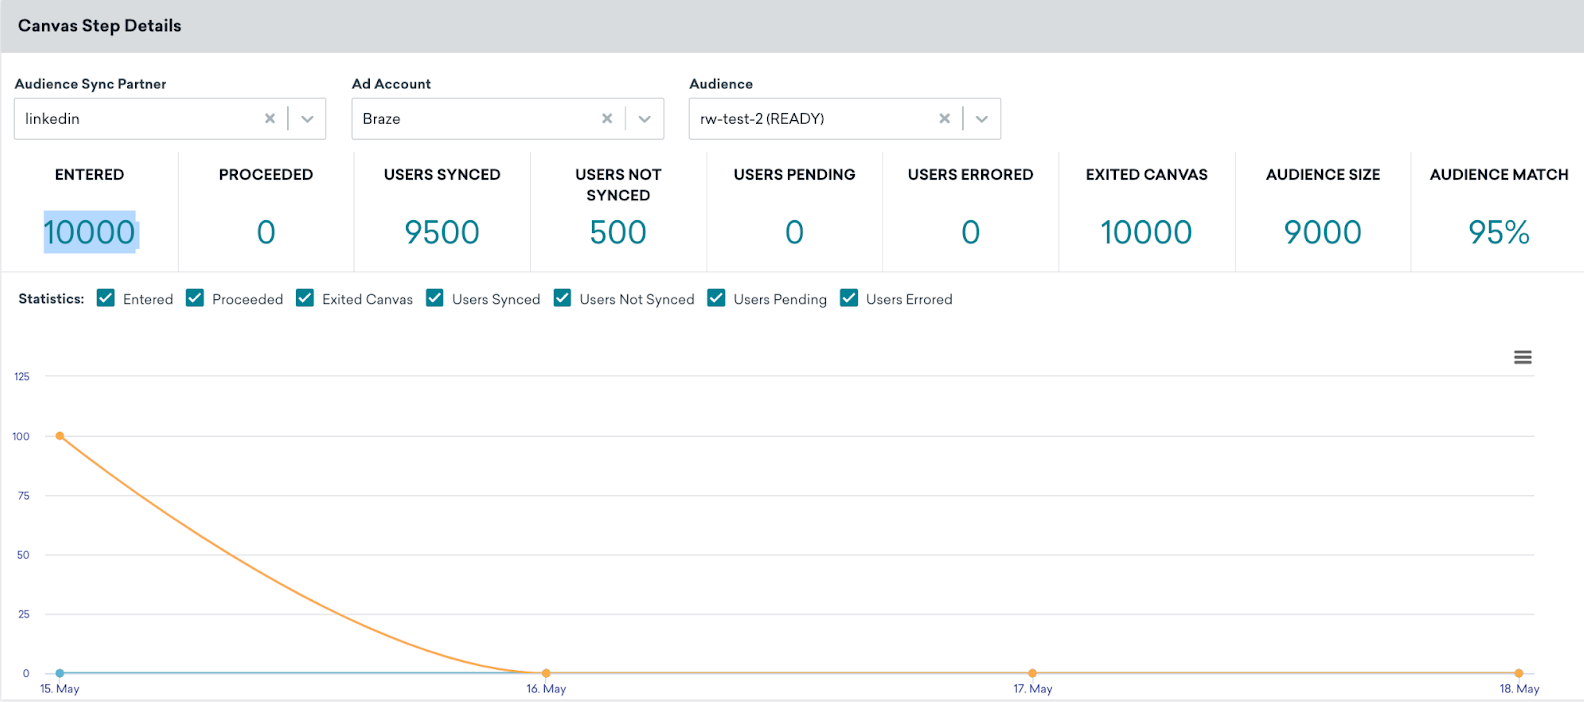 Canvas Step Details
Audience Sync Partner
Ad Account
Audience
linkedin
Braze
rw-test-2 (READY)
ENTERED
PROCEEDED
USERS SYNCED
USERS NOT
SYNCED
USERS PENDING
USERS ERRORED
EXITED CANVAS
AUDIENCE SIZE
AUDIENCE MATCH
10000
0
9500
500
0
0
10000
9000
95%
Statistics:
Entered
Proceeded
Exited Canvas
Users Synced
Users Not Synced
Users Pending
Users Errored
125
100
75
50
25
0
15. May
16. May
17. May
18. May